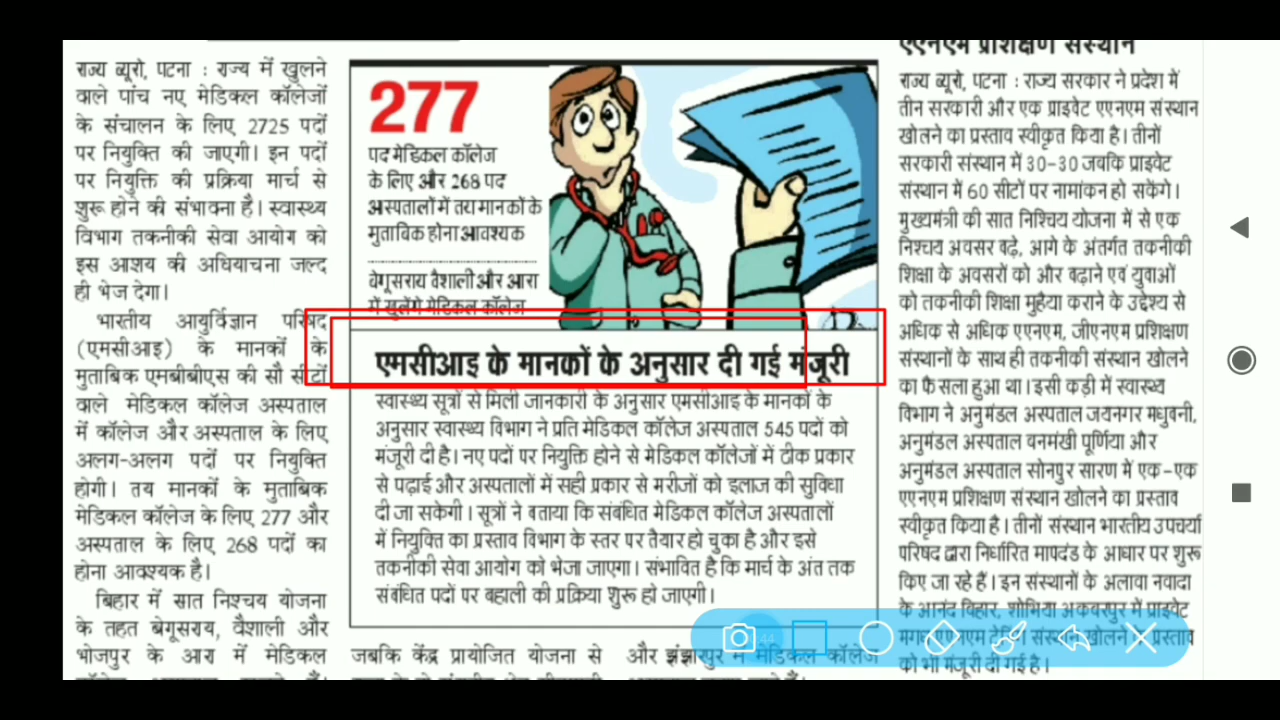 राज्य ब्यूरो, पटना : राज्य में खुलने
वाले पांच नए मेडिकल कॉलेजों
के संचालन के लिए 2725 पदों
पर नियुक्ति की जाएगी। इन पदों
पर नियुक्ति की प्रक्रिया मार्च से
शुरू होने की संभावना है। स्वास्थ्य
विभाग तकनीकी सेवा आयोग को
इस आशय की अधियाचना जल्द
ही भेज देगा।
भारतीय आयुर्विज्ञान परिषद
(एमसीआइ) के मानकों के
मुताबिक एमबीबीएस की सौ सीटों
वाले मेडिकल कॉलेज अस्पताल
में कॉलेज और अस्पताल के लिए
अलग-अलग पदों पर नियुक्ति
होगी। तय मानकों के मुताबिक
मेडिकल कॉलेज के लिए 277 और
अस्पताल के लिए 268 पदों का
होना आवश्यक है।
बिहार में सात निश्चय योजना
के तहत बेगूसराय, वैशाली और
भोजपुर के आरा में मेडिकल
277
पद मेडिकल कॉलेज
के लिए और 268 पद
अस्पतालों में तय मानकों के
मुताबिक होना आवश्यक
बेगूसराय वैशाली और आरा
में खुलेंगे मेडिकल कॉलेज
एमसीआइ के मानकों के अनुसार दी गई मंजूरी
स्वास्थ्य सूत्रों से मिली जानकारी के अनुसार एमसीआइ के मानकों के
अनुसार स्वास्थ्य विभाग ने प्रति मेडिकल कॉलेज अस्पताल 545 पदों को
मंजूरी दी है। नए पदों पर नियुक्ति होने से मेडिकल कॉलेजों में ठीक प्रकार
से पढ़ाई और अस्पतालों में सही प्रकार से मरीजों को इलाज की सुविधा
दी जा सकेगी। सूत्रों ने बताया कि संबंधित मेडिकल कॉलेज अस्पतालों
में नियुक्ति का प्रस्ताव विभाग के स्तर पर तैयार हो चुका है और इसे
तकनीकी सेवा आयोग को भेजा जाएगा। संभावित है कि मार्च के अंत तक
संबंधित पदों पर बहाली की प्रक्रिया शुरू हो जाएगी।
जबकि केंद्र प्रायोजित योजना से
और झंझारपुर में मेडिकल कॉलेज
एएनएम प्रशिक्षण संस्थान
राज्य ब्यूरो, पटना : राज्य सरकार ने प्रदेश में
तीन सरकारी और एक प्राइवेट एएनएम संस्थान
खोलने का प्रस्ताव स्वीकृत किया है। तीनों
सरकारी संस्थान में 30-30 जबकि प्राइवेट
संस्थान में 60 सीटों पर नामांकन हो सकेंगे।
मुख्यमंत्री की सात निश्चिय योजना में से एक
निश्चय अवसर बढ़े, आगे के अंतर्गत तकनीकी
शिक्षा के अवसरों को और बढ़ाने एवं युवाओं
को तकनीकी शिक्षा मुहैया कराने के उद्देश्य से
अधिक से अधिक एएनएम, जीएनएम प्रशिक्षण
संस्थानों के साथ ही तकनीकी संस्थान खोलने
का फैसला हुआ था। इसी कड़ी में स्वास्थ्य
विभाग ने अनुमंडल अस्पताल जयनगर मधुबनी,
अनुमंडल अस्पताल बनमंखी पूर्णिया और
अनुमंडल अस्पताल सोनपुर सारण में एक-एक
एएनएम प्रशिक्षण संस्थान खोलने का प्रस्ताव
स्वीकृत किया है। तीनों संस्थान भारतीय उपचर्या
परिषद द्वारा निर्धारित मापदंड के आधार पर शुरू
किए जा रहे हैं। इन संस्थानों के अलावा नवादा
के आनंद बिहार, शोभिया अकबरपुर में प्राइवेट
मगध एएनएम ट्रेनिंग संस्थान खोलने के प्रस्ताव
को भी मंजूरी दी गई है।